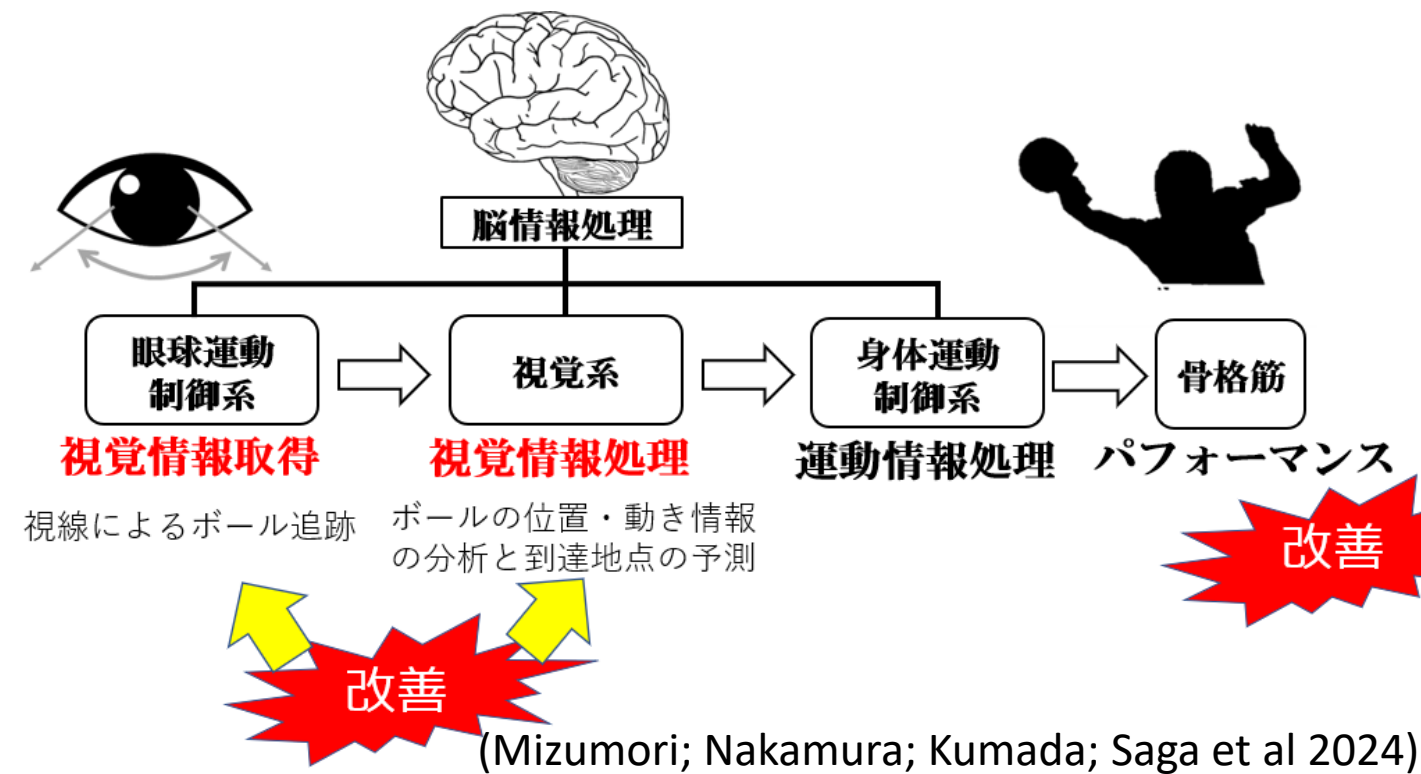 脳情報処理
眼球運動
制御系
視覚系
身体運動
制御系
骨格筋
視覚情報取得
視覚情報処理
運動情報処理
パフォーマンス
視線によるボール追跡
ボールの位置・動き情報
の分析と到達地点の予測
改善
改善
(Mizumori; Nakamura; Kumada; Saga et al 2024)